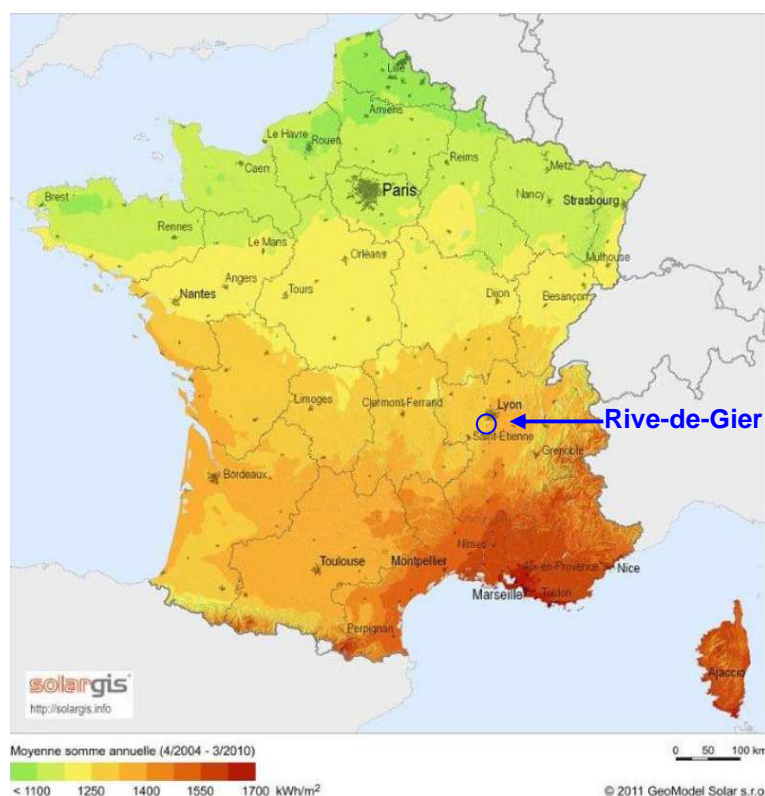 Lille
Amiens
Le Havre
Rouen
Caen
Reims
Metz
Paris
Nancy
Strasbourg
Brest
Rennes
Le Mans
Orléans
Mulhouse
Angers
Nantes
Tours
Dijon
Besançon
Limoges
Clermont-Ferrand
Lyon
Rive-de-Gier
Saint-Etienne
Grenoble
Bordeaux
Nimes
Toulouse
Montpellier
Aix-en-Provence
Nice
Marseille
Toulon
Perpignan
Ajaccio
solargis
http://solargis.info
Moyenne somme annuelle (4/2004 - 3/2010)
0 50 100 km
< 1100 1250 1400 1550 1700 kWh/m²
© 2011 GeoModel Solar s.r.o